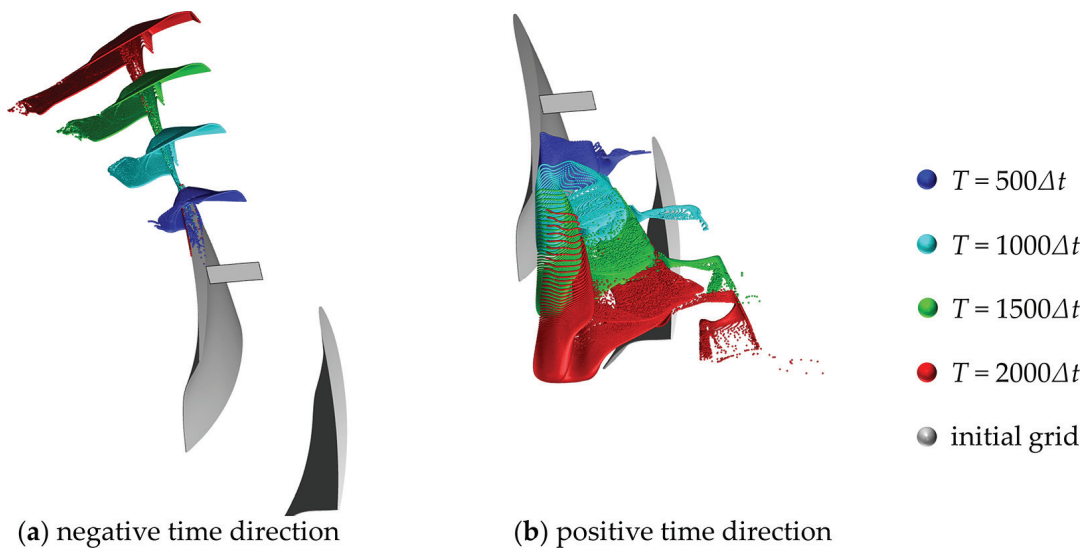 T = 500Δt
T = 1000Δt
T = 1500Δt
T = 2000Δt
initial grid
(a) negative time direction
(b) positive time direction